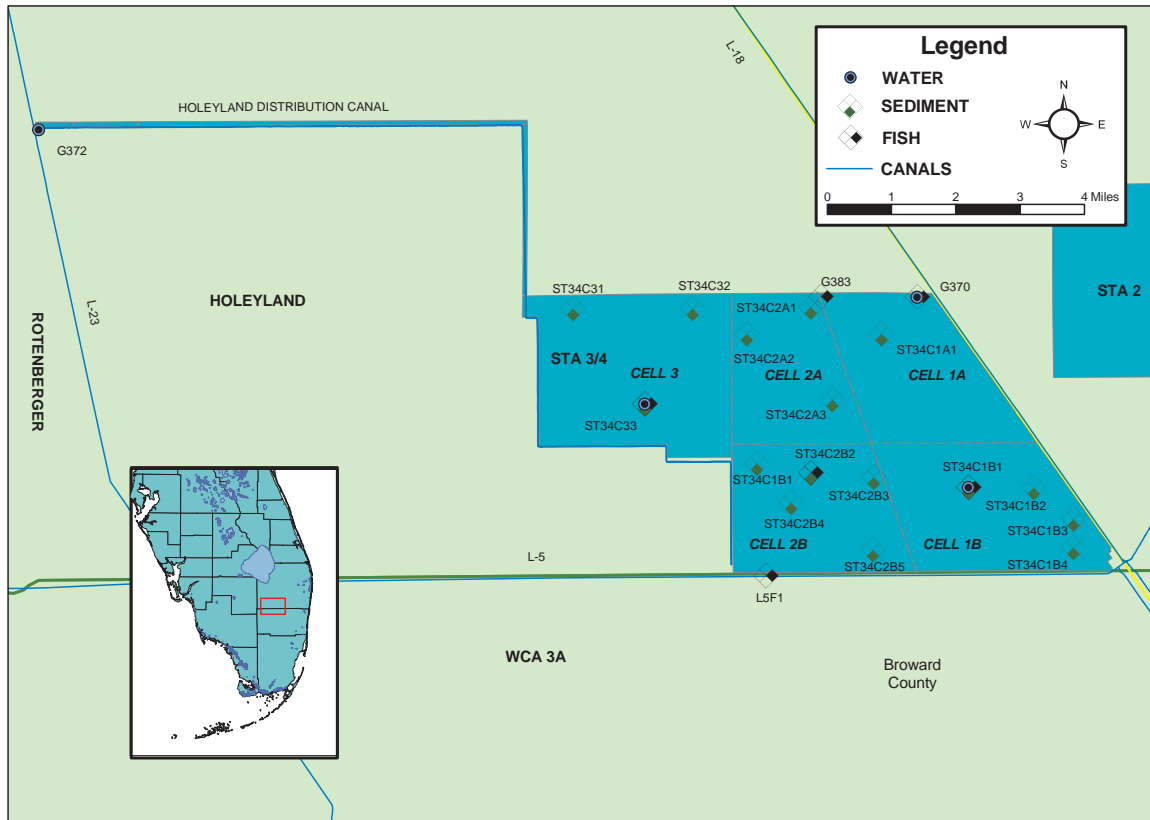 Legend
WATER
SEDIMENT
FISH
CANALS
N
W
E
S
0 1 2 3 4 Miles
L-18
HOLEYLAND DISTRIBUTION CANAL
G372
L-23
ROTENBERGER
HOLEYLAND
STA 2
ST34C31
ST34C32
G383
G370
ST34C2A1
ST34C2A2
ST34C1A1
STA 3/4
CELL 3
CELL 2A
CELL 1A
ST34C2A3
ST34C33
ST34C2B2
ST34C1B1
ST34C1B1
ST34C2B3
ST34C1B2
ST34C2B4
ST34C1B3
CELL 2B
CELL 1B
ST34C2B5
ST34C1B4
L-5
L5F1
WCA 3A
Broward
County